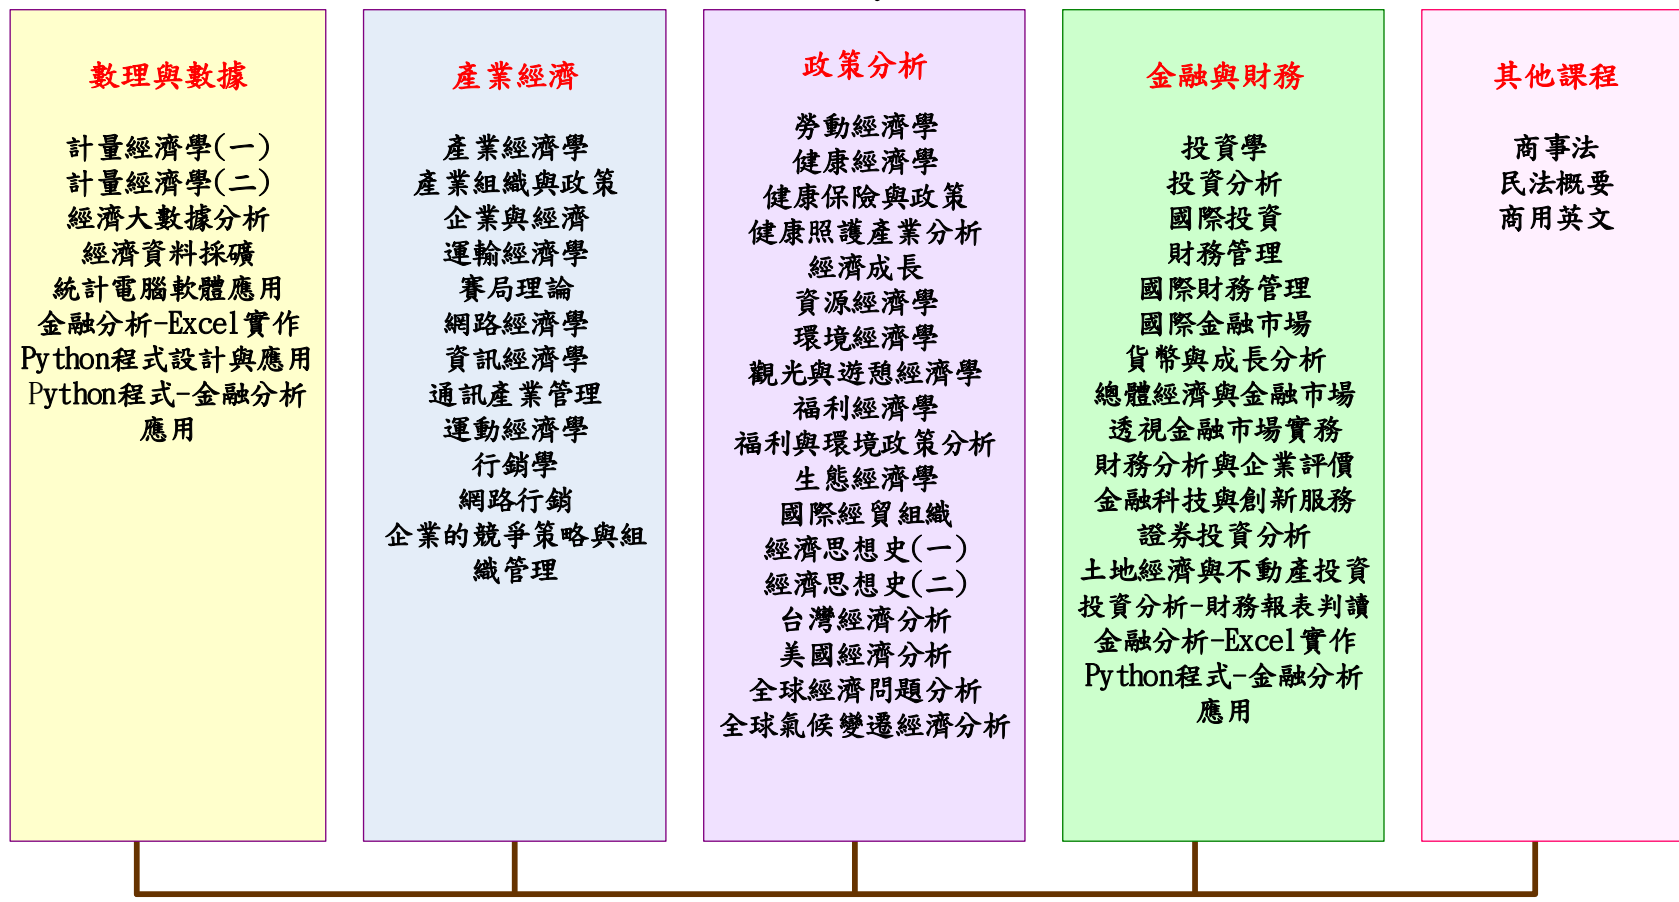 數理與數據
計量經濟學(一)
計量經濟學(二)
經濟大數據分析
經濟資料採礦
統計電腦軟體應用
金融分析-Excel實作
Python程式設計與應用
Python程式-金融分析
應用
產業經濟
產業經濟學
產業組織與政策
企業與經濟
運輸經濟學
賽局理論
網路經濟學
資訊經濟學
通訊產業管理
運動經濟學
行銷學
網路行銷
企業的競爭策略與組
織管理
政策分析
勞動經濟學
健康經濟學
健康保險與政策
健康照護產業分析
經濟成長
資源經濟學
環境經濟學
觀光與遊憩經濟學
福利經濟學
福利與環境政策分析
生態經濟學
國際經貿組織
經濟思想史(一)
經濟思想史(二)
台灣經濟分析
美國經濟分析
全球經濟問題分析
全球氣候變遷經濟分析
金融與財務
投資學
投資分析
國際投資
財務管理
國際財務管理
國際金融市場
貨幣與成長分析
總體經濟與金融市場
透視金融市場實務
財務分析與企業評價
金融科技與創新服務
證券投資分析
土地經濟與不動產投資
投資分析-財務報表判讀
金融分析-Excel實作
Python程式-金融分析
應用
其他課程
商事法
民法概要
商用英文